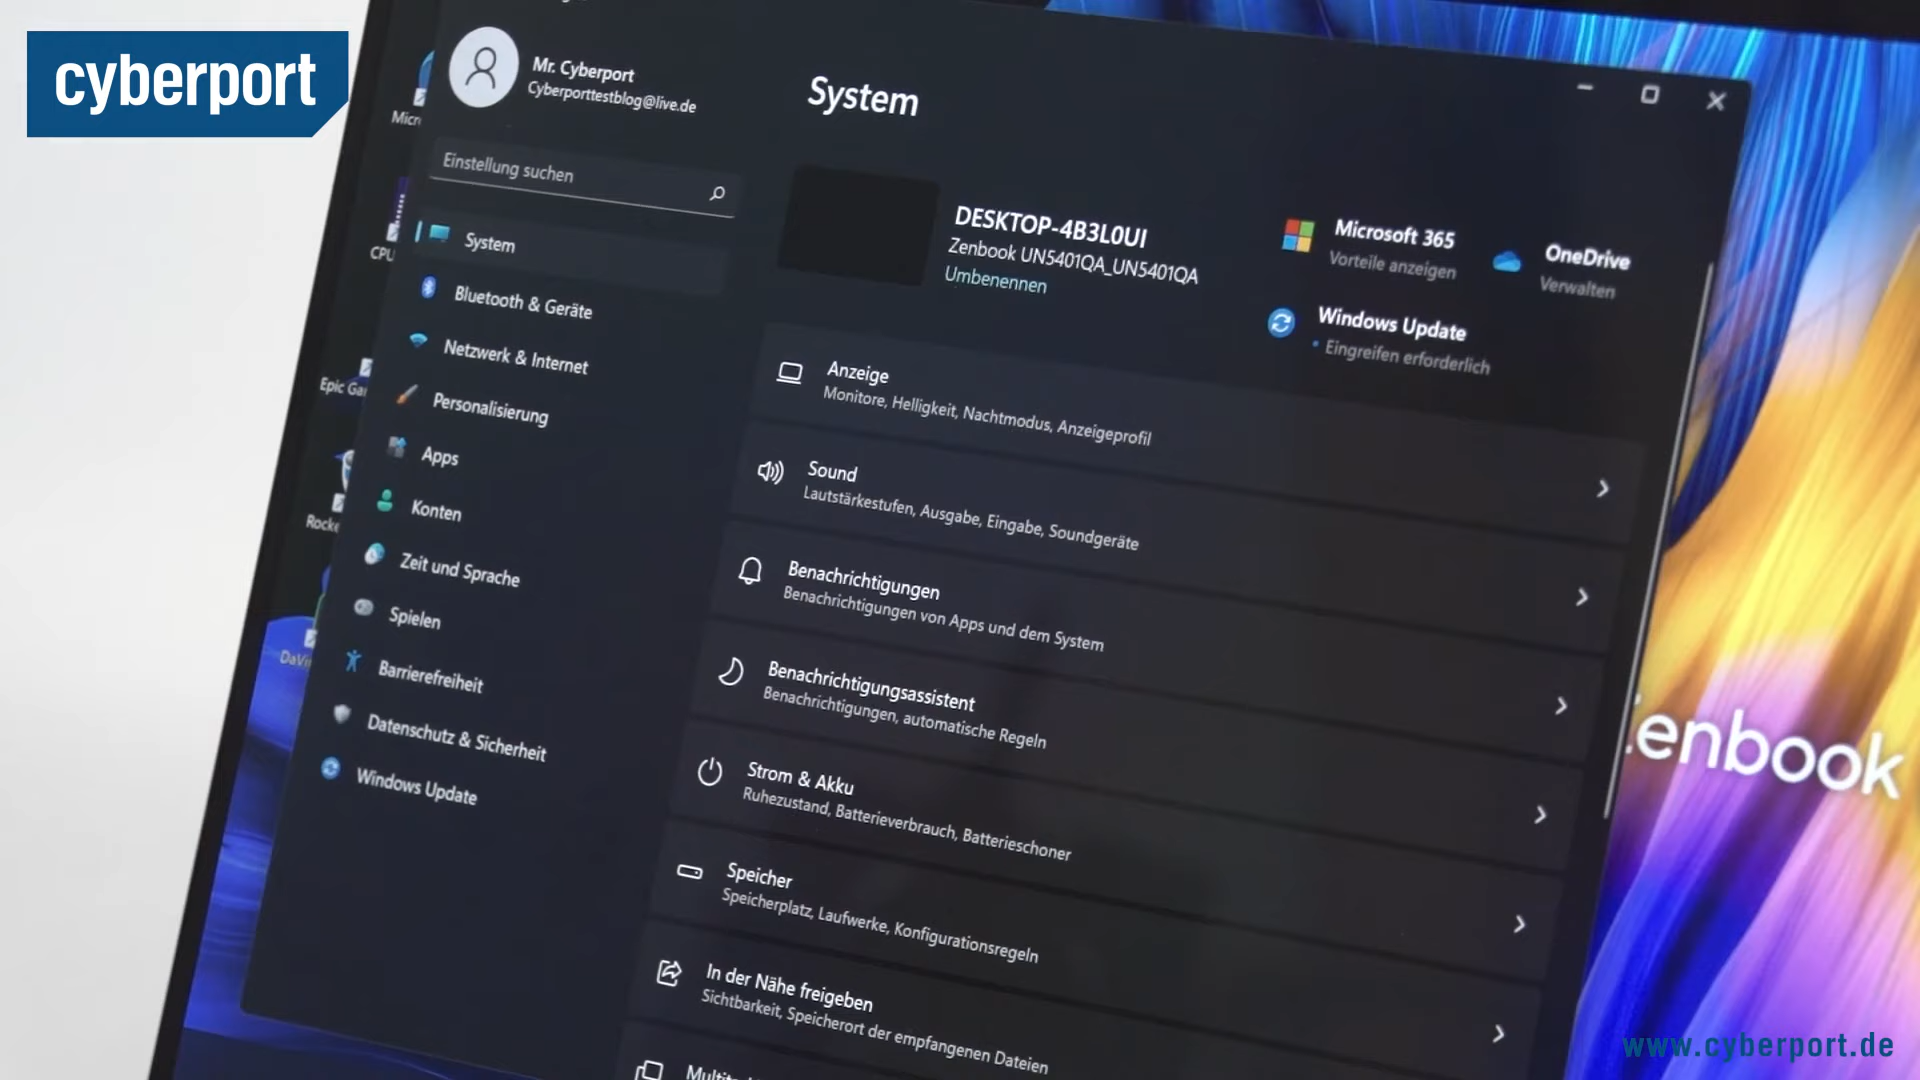 cyberport
Mr. Cyberport
Cyberporttestblog@live.de
System
Einstellung suchen
System
Bluetooth & Geräte
Netzwerk & Internet
Personalisierung
Apps
Konten
Zeit und Sprache
Spielen
Barrierefreiheit
Datenschutz & Sicherheit
Windows Update
DESKTOP-4B3L0UI
Zenbook UN5401QA_UN5401QA
Umbenennen
Microsoft 365
Vorteile anzeigen
OneDrive
Verwalten
Windows Update
Eingreifen erforderlich
Anzeige
Monitore, Helligkeit, Nachtmodus, Anzeigeprofil
Sound
Lautstärkestufen, Ausgabe, Eingabe, Soundgeräte
Benachrichtigungen
Benachrichtigungen von Apps und dem System
Benachrichtigungsassistent
Benachrichtigungen, automatische Regeln
Strom & Akku
Ruhezustand, Batterieverbrauch, Batterieschoner
Speicher
Speicherplatz, Laufwerke, Konfigurationsregeln
In der Nähe freigeben
Sichtbarkeit, Speicherort der empfangenen Dateien
Micr
CPU
Epic Ga
Rocke
DaVi
enbook
www.cyberport.de